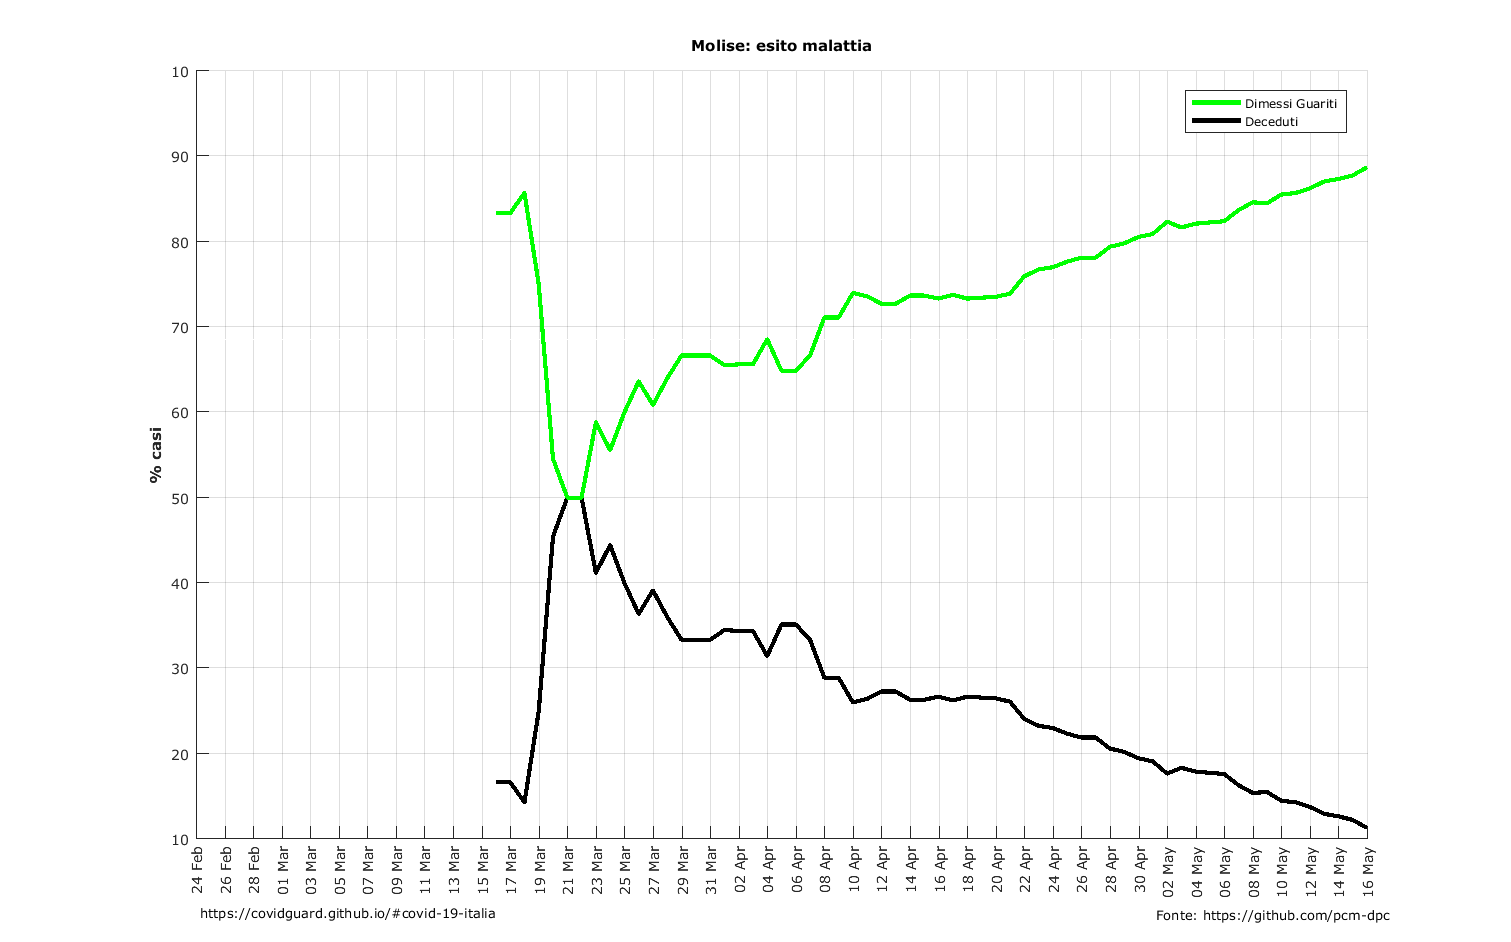 Molise: esito malattia
Dimessi Guariti
Deceduti
% casi
10
90
80
70
60
50
40
30
20
10
24 Feb
26 Feb
28 Feb
01 Mar
03 Mar
05 Mar
07 Mar
09 Mar
11 Mar
13 Mar
15 Mar
17 Mar
19 Mar
21 Mar
23 Mar
25 Mar
27 Mar
29 Mar
31 Mar
02 Apr
04 Apr
06 Apr
08 Apr
10 Apr
12 Apr
14 Apr
16 Apr
18 Apr
20 Apr
22 Apr
24 Apr
26 Apr
28 Apr
30 Apr
02 May
04 May
06 May
08 May
10 May
12 May
14 May
16 May
https://covidguard.github.io/#covid-19-italia
Fonte: https://github.com/pcm-dpc